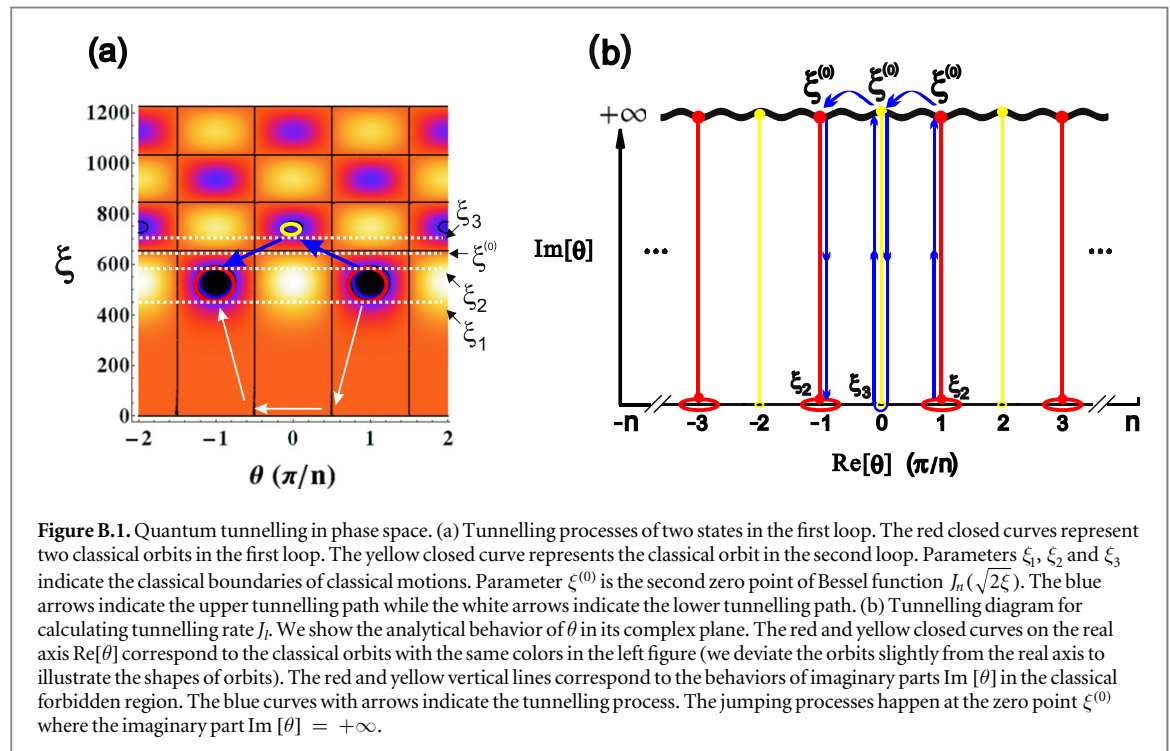 (a)
(b)
1200
1000
800
600
400
200
0
ξ
-2
-1
0
1
2
θ (π/n)
ξ₃
ξ⁽⁰⁾
ξ₂
ξ₁
ξ⁽⁰⁾ ξ⁽⁰⁾ ξ⁽⁰⁾
+∞
Im[θ]
...
...
ξ₂ ξ₃ ξ₂
-n -3 -2 -1 0 1 2 3 n
Re[θ] (π/n)
Figure B.1. Quantum tunnelling in phase space. (a) Tunnelling processes of two states in the first loop. The red closed curves represent
two classical orbits in the first loop. The yellow closed curve represents the classical orbit in the second loop. Parameters ξ₁, ξ₂ and ξ₃
indicate the classical boundaries of classical motions. Parameter ξ⁽⁰⁾ is the second zero point of Bessel function Jₙ(√2ξ). The blue
arrows indicate the upper tunnelling path while the white arrows indicate the lower tunnelling path. (b) Tunnelling diagram for
calculating tunnelling rate Jₗ. We show the analytical behavior of θ in its complex plane. The red and yellow closed curves on the real
axis Re[θ] correspond to the classical orbits with the same colors in the left figure (we deviate the orbits slightly from the real axis to
illustrate the shapes of orbits). The red and yellow vertical lines correspond to the behaviors of imaginary parts Im [θ] in the classical
forbidden region. The blue curves with arrows indicate the tunnelling process. The jumping processes happen at the zero point ξ⁽⁰⁾
where the imaginary part Im [θ] = +∞.